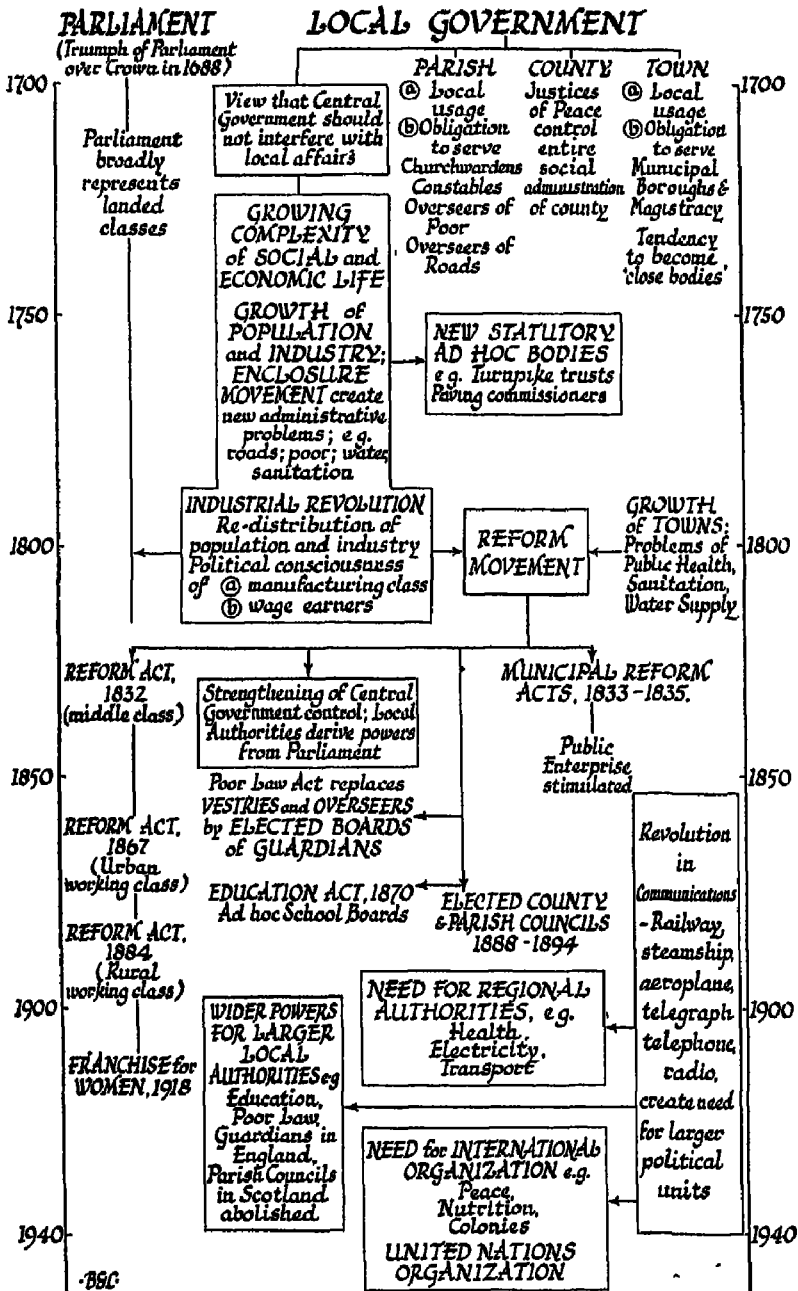 PARLIAMENT
(Triumph of Parliament
over Crown in 1688)
LOCAL GOVERNMENT
1700
1700
Parliament
broadly
represents
landed
classes
View that Central
Government should
not interfere with
local affairs
PARISH
ⓐ Local
usage
ⓑ Obligation
to serve
Churchwardens
Constables
Overseers of
Poor
Overseers of
Roads
COUNTY
Justices
of Peace
control
entire
social
administration
of county
TOWN
ⓐ Local
usage
ⓑ Obligation
to serve
Municipal
Boroughs &
Magistracy
Tendency
to become
'close bodies'
GROWING
COMPLEXITY
of SOCIAL and
ECONOMIC LIFE
1750
1750
GROWTH of
POPULATION
and INDUSTRY;
ENCLOSURE
MOVEMENT create
new administrative
problems; e.g.
roads; poor; water,
sanitation
NEW STATUTORY
AD HOC BODIES
e.g. Turnpike trusts
Paving commissioners
INDUSTRIAL REVOLUTION
Re-distribution of
population and industry
Political consciousness
of ⓐ manufacturing class
ⓑ wage earners
REFORM
MOVEMENT
GROWTH
of TOWNS:
Problems of
Public Health,
Sanitation,
Water Supply
1800
1800
REFORM ACT,
1832
(middle class)
Strengthening of Central
Government control; Local
Authorities derive powers
from Parliament
MUNICIPAL REFORM
ACTS, 1833-1835.
Public
Enterprise
stimulated
1850
1850
Poor Law Act replaces
VESTRIES and OVERSEERS
by ELECTED BOARDS
of GUARDIANS
REFORM ACT,
1867
(Urban
working class)
EDUCATION ACT, 1870
Ad hoc School Boards
ELECTED COUNTY
& PARISH COUNCILS
1888-1894
Revolution
in
Communications
-Railway,
steamship,
aeroplane,
telegraph
telephone,
radio,
create need
for larger
political
units
REFORM ACT,
1884
(Rural
working class)
1900
1900
WIDER POWERS
FOR LARGER
LOCAL
AUTHORITIES eg
Education,
Poor Law,
Guardians in
England,
Parish Councils
in Scotland
abolished
NEED FOR REGIONAL
AUTHORITIES, e.g.
Health,
Electricity,
Transport
FRANCHISE for
WOMEN, 1918
NEED for INTERNATIONAL
ORGANIZATION e.g.
Peace,
Nutrition,
Colonies
UNITED NATIONS
ORGANIZATION
1940
1940